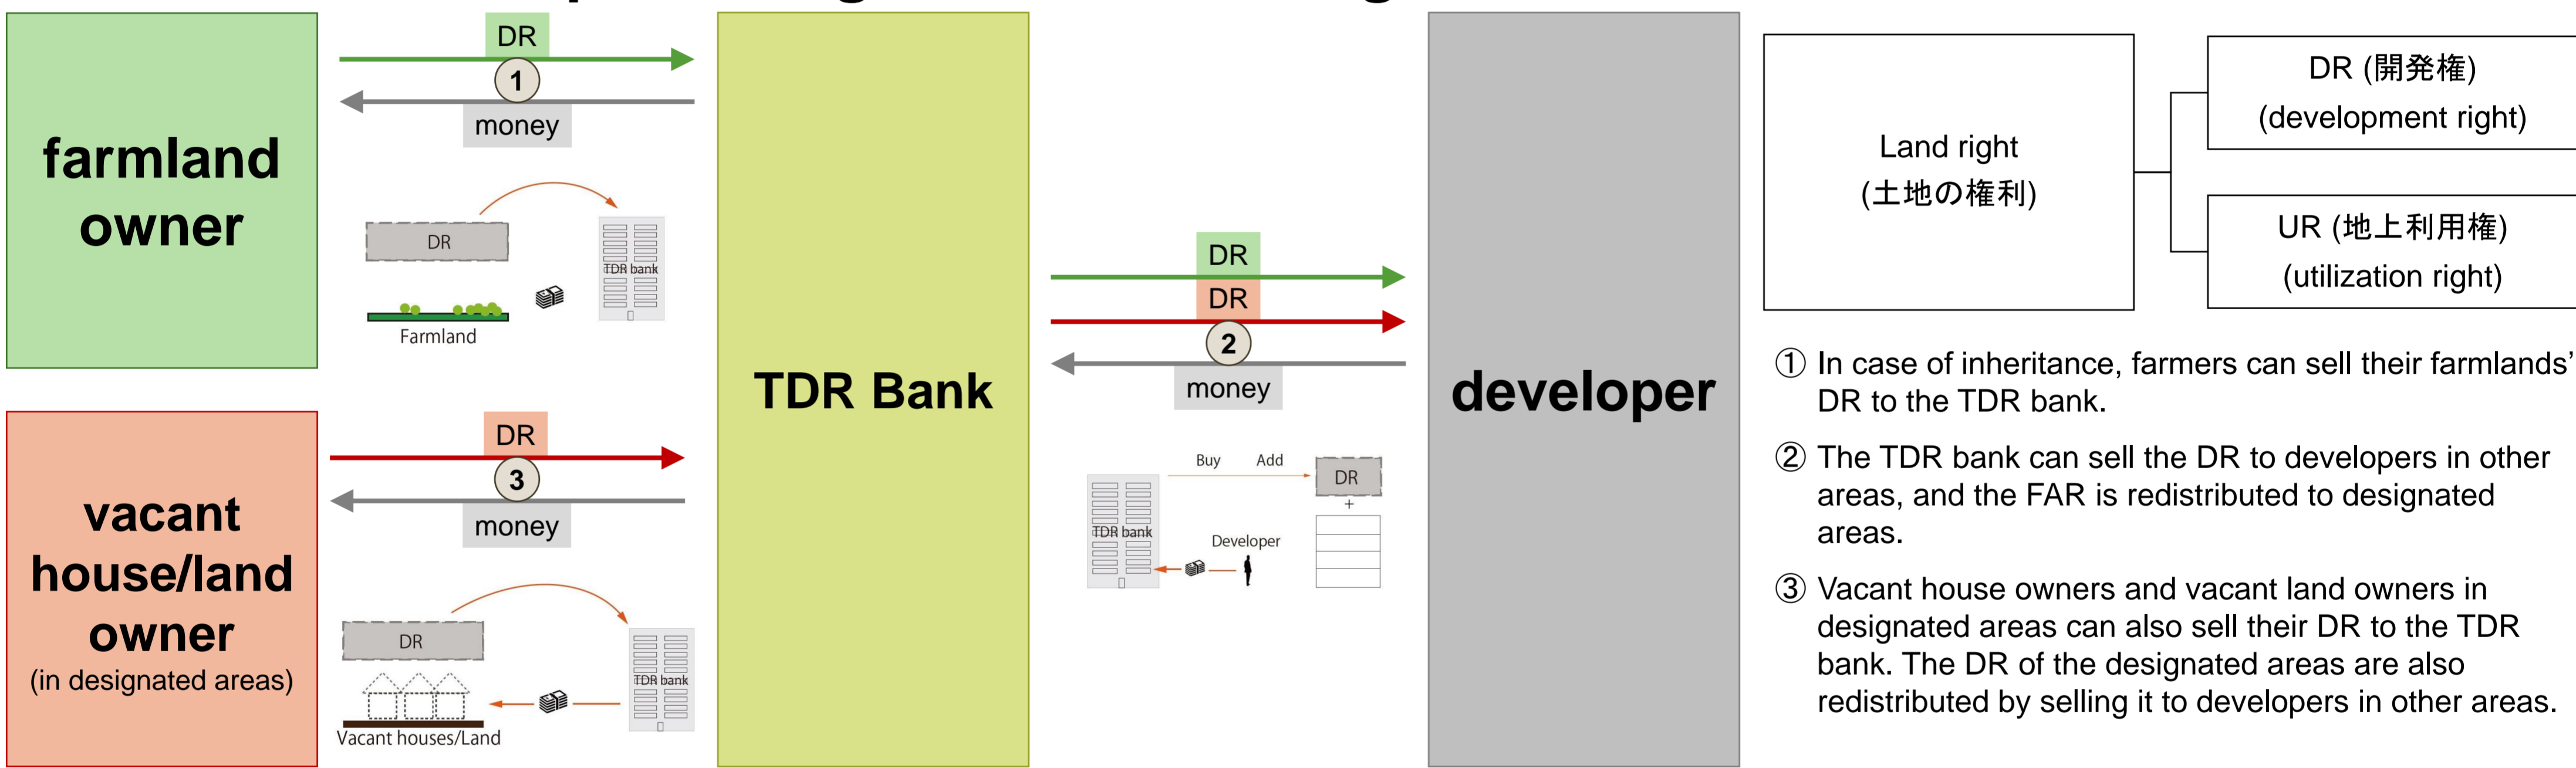 farmland
owner
DR
1
money
DR
TDR bank
Farmland
vacant
house/land
owner
(in designated areas)
DR
3
money
DR
TDR bank
Vacant houses/Land
TDR Bank
DR
DR
2
money
Buy Add
DR
+
TDR bank
Developer
developer
Land right
(土地の権利)
DR (開発権)
(development right)
UR (地上利用権)
(utilization right)
① In case of inheritance, farmers can sell their farmlands’
DR to the TDR bank.
② The TDR bank can sell the DR to developers in other
areas, and the FAR is redistributed to designated
areas.
③ Vacant house owners and vacant land owners in
designated areas can also sell their DR to the TDR
bank. The DR of the designated areas are also
redistributed by selling it to developers in other areas.